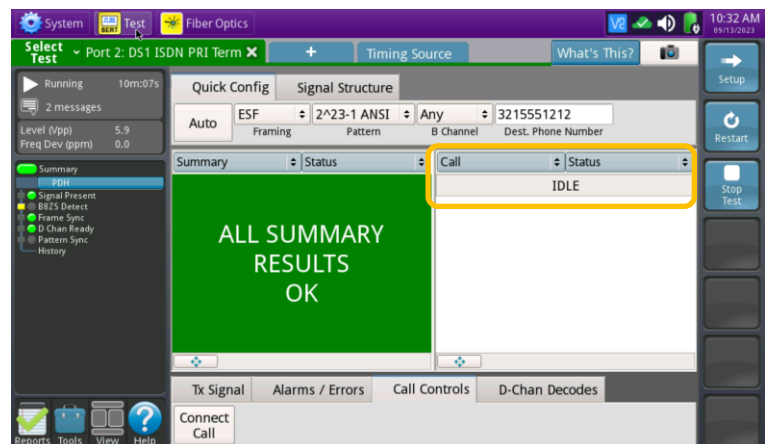 System
BERT
Test
Fiber Optics
V2
10:32 AM
09/13/2023
Select Test
Port 2: DS1 ISDN PRI Term
+
Timing Source
What's This?
Setup
Running 10m:07s
2 messages
Level (Vpp) 5.9
Freq Dev (ppm) 0.0
Quick Config
Signal Structure
Auto
ESF
2^23-1 ANSI
Any
3215551212
Framing
Pattern
B Channel
Dest. Phone Number
Restart
Summary
PDH
Signal Present
B8ZS Detect
Frame Sync
D Chan Ready
Pattern Sync
History
Summary
Status
Call
Status
IDLE
Stop
Test
ALL SUMMARY
RESULTS
OK
Tx Signal
Alarms / Errors
Call Controls
D-Chan Decodes
Connect
Call
Reports
Tools
View
Help